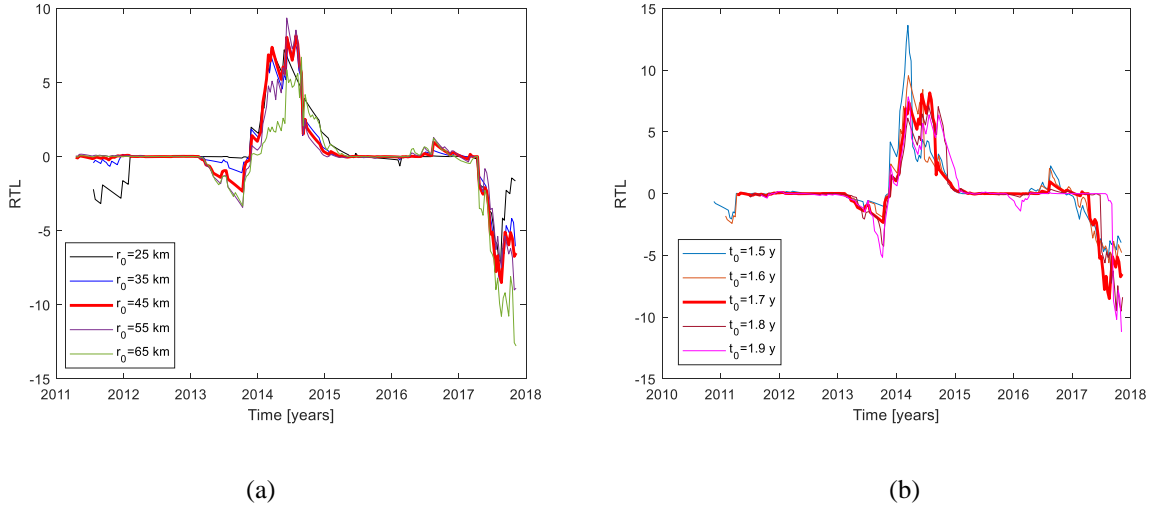 10
5
0
-5
-10
-15
RTL
r0=25 km
r0=35 km
r0=45 km
r0=55 km
r0=65 km
2011 2012 2013 2014 2015 2016 2017 2018
Time [years]
(a)
15
10
5
0
-5
-10
-15
RTL
t0=1.5 y
t0=1.6 y
t0=1.7 y
t0=1.8 y
t0=1.9 y
2010 2011 2012 2013 2014 2015 2016 2017 2018
Time [years]
(b)